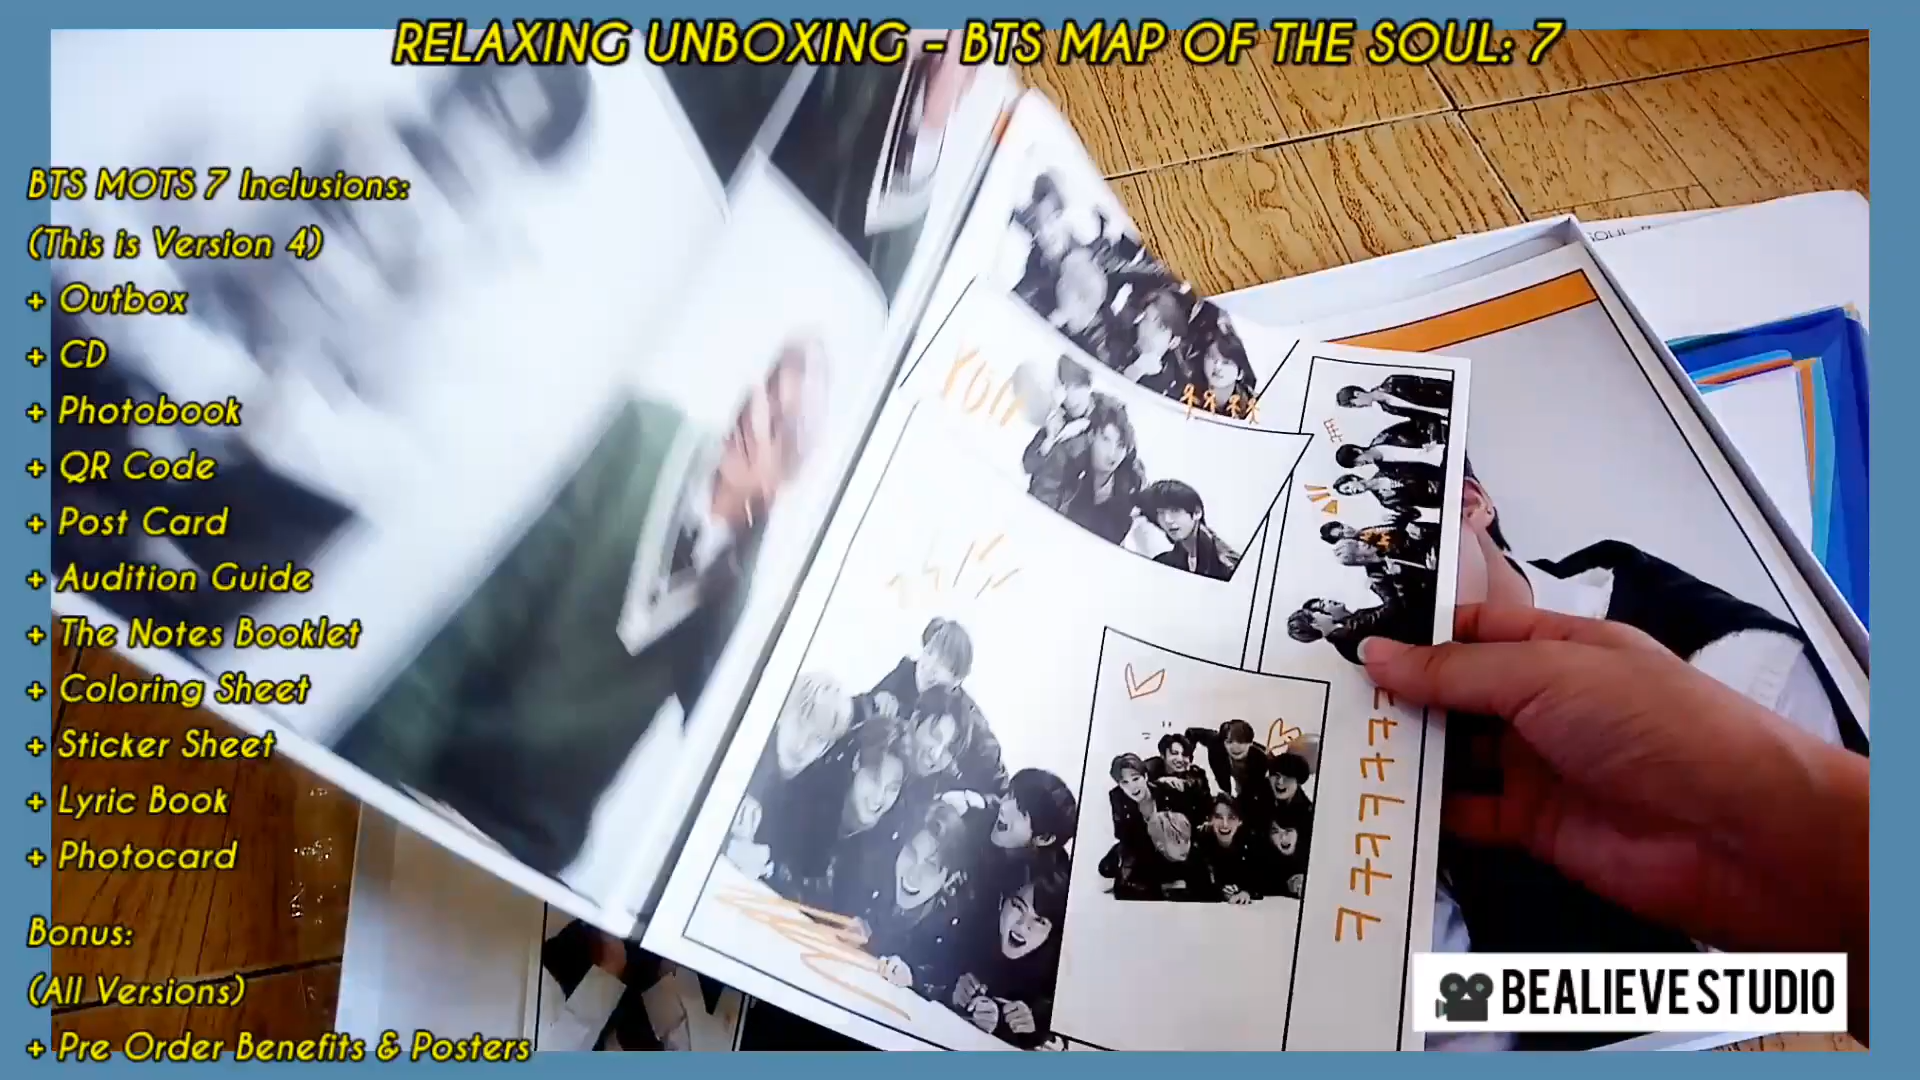 RELAXING UNBOXING - BTS MAP OF THE SOUL: 7
BTS MOTS 7 Inclusions:
(This is Version 4)
+ Outbox
+ CD
+ Photobook
+ QR Code
+ Post Card
+ Audition Guide
+ The Notes Booklet
+ Coloring Sheet
+ Sticker Sheet
+ Lyric Book
+ Photocard
Bonus:
(All Versions)
+ Pre Order Benefits & Posters
BEALIEVE STUDIO